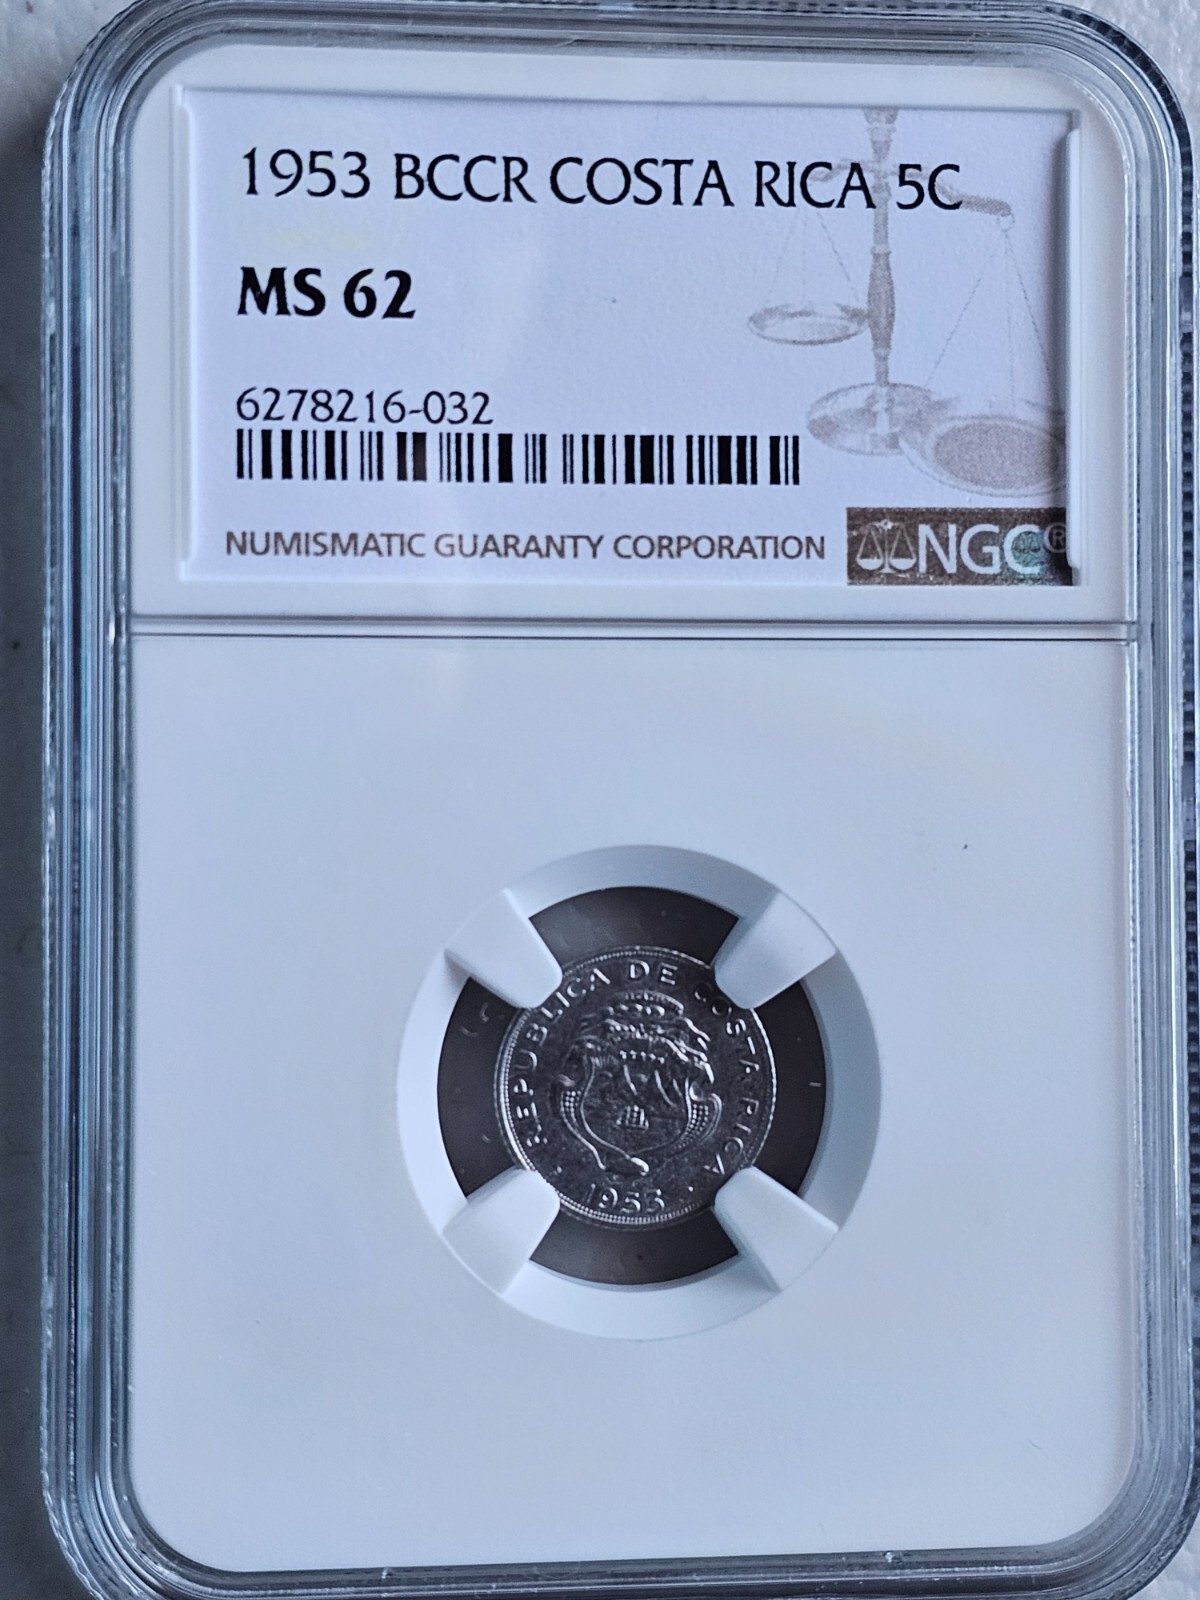 1953 BCCR COSTA RICA 5C
MS 62
6278216-032
NUMISMATIC GUARANTY CORPORATION
NGC®
REPUBLICA DE COSTA RICA
1953